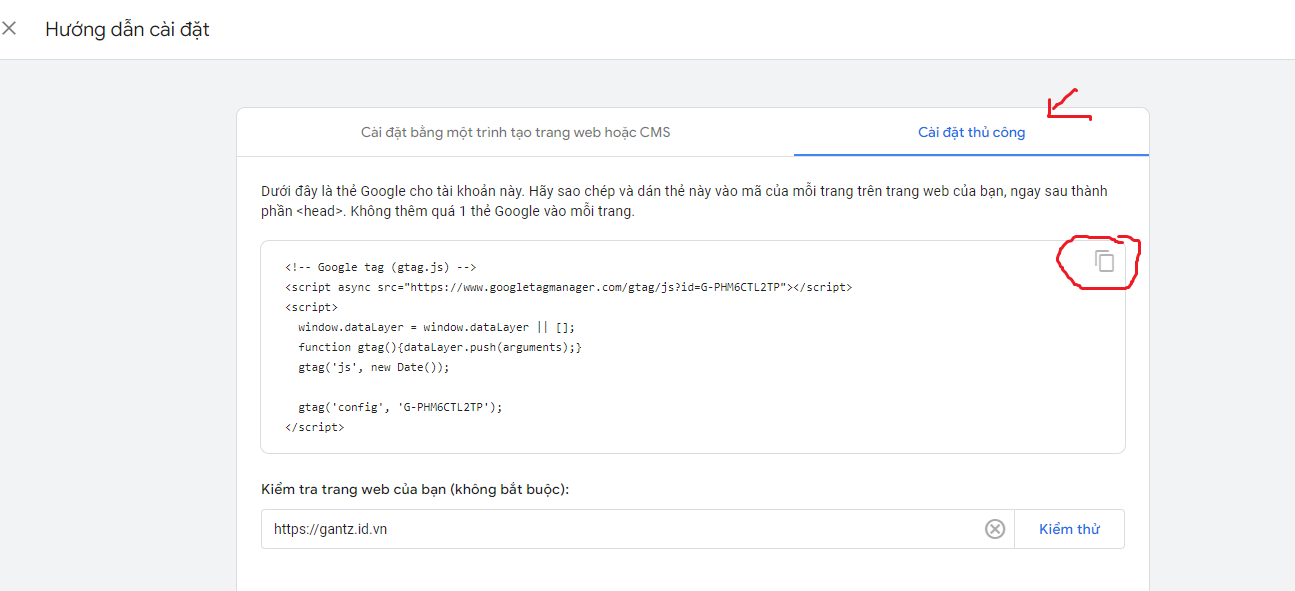 Hướng dẫn cài đặt
Cài đặt bằng một trình tạo trang web hoặc CMS
Cài đặt thủ công
Dưới đây là thẻ Google cho tài khoản này. Hãy sao chép và dán thẻ này vào mã của mỗi trang trên trang web của bạn, ngay sau thành
phần <head>. Không thêm quá 1 thẻ Google vào mỗi trang.
<!-- Google tag (gtag.js) -->
<script async src="https://www.googletagmanager.com/gtag/js?id=G-PHM6CTL2TP"></script>
<script>
  window.dataLayer = window.dataLayer || [];
  function gtag(){dataLayer.push(arguments);}
  gtag('js', new Date());

  gtag('config', 'G-PHM6CTL2TP');
</script>
Kiểm tra trang web của bạn (không bắt buộc):
https://gantz.id.vn
Kiểm thử